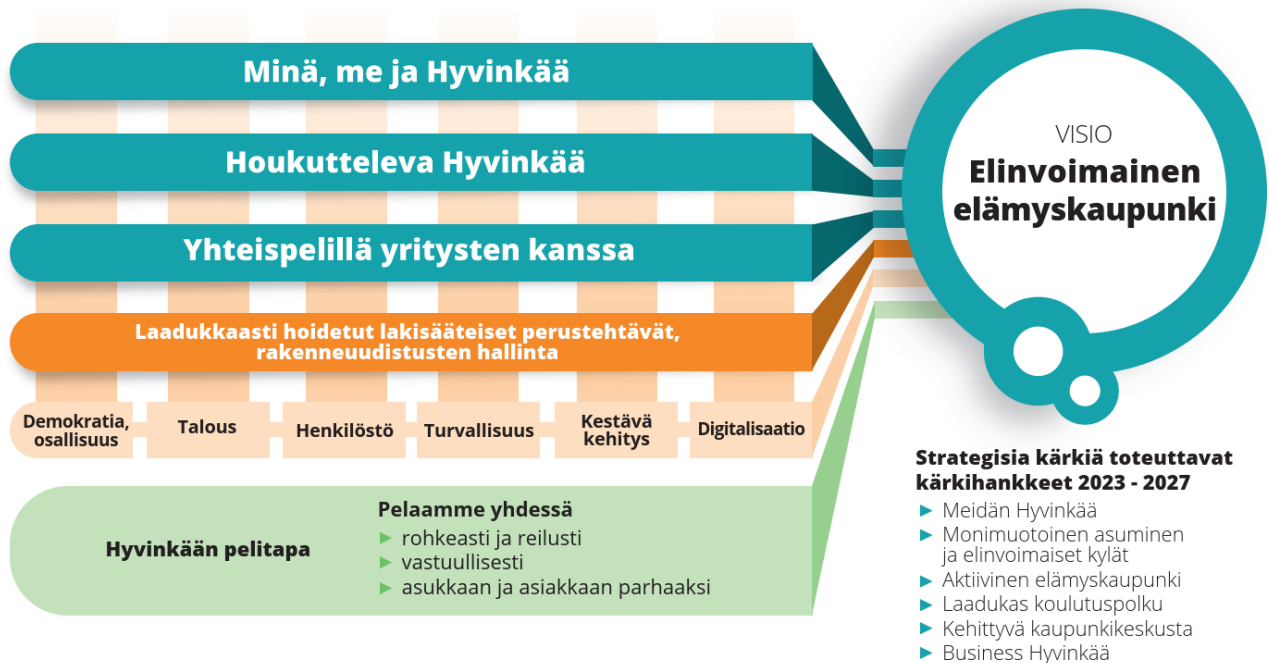 Minä, me ja Hyvinkää
Houkutteleva Hyvinkää
Yhteispelillä yritysten kanssa
Laadukkaasti hoidetut lakisääteiset perustehtävät,
rakenneuudistusten hallinta
Demokratia,
osallisuus
Talous
Henkilöstö
Turvallisuus
Kestävä
kehitys
Digitalisaatio
Hyvinkään pelitapa
Pelaamme yhdessä
rohkeasti ja reilusti
vastuullisesti
asukkaan ja asiakkaan parhaaksi
VISIO
Elinvoimainen
elämyskaupunki
Strategisia kärkiä toteuttavat
kärkihankkeet 2023 - 2027
Meidän Hyvinkää
Monimuotoinen asuminen
ja elinvoimaiset kylät
Aktiivinen elämyskaupunki
Laadukas koulutuspolku
Kehittyvä kaupunkikeskusta
Business Hyvinkää